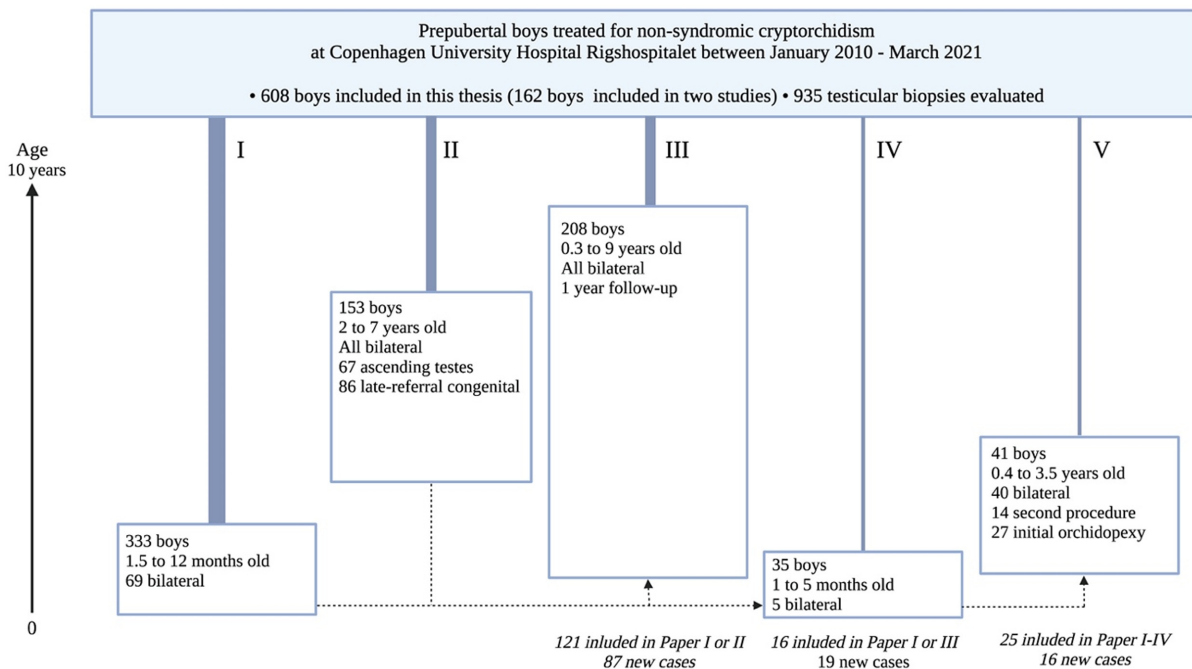 Prepubertal boys treated for non-syndromic cryptorchidism
at Copenhagen University Hospital Rigshospitalet between January 2010 - March 2021
• 608 boys included in this thesis (162 boys included in two studies) • 935 testicular biopsies evaluated
Age
10 years
0
I
333 boys
1.5 to 12 months old
69 bilateral
II
153 boys
2 to 7 years old
All bilateral
67 ascending testes
86 late-referral congenital
III
208 boys
0.3 to 9 years old
All bilateral
1 year follow-up
121 inluded in Paper I or II
87 new cases
IV
35 boys
1 to 5 months old
5 bilateral
16 inluded in Paper I or III
19 new cases
V
41 boys
0.4 to 3.5 years old
40 bilateral
14 second procedure
27 initial orchidopexy
25 inluded in Paper I-IV
16 new cases